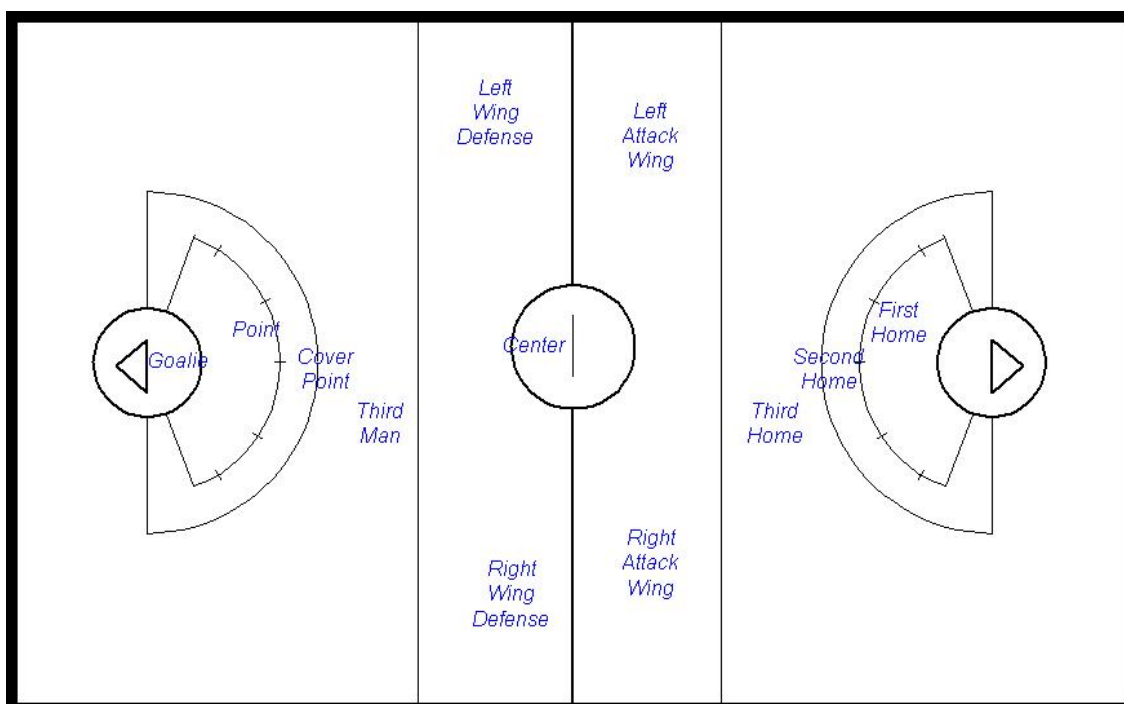 Left
Wing
Defense
Left
Attack
Wing
Point
Goalie
Cover
Point
Third
Man
Center
First
Home
Second
Home
Third
Home
Right
Wing
Defense
Right
Attack
Wing